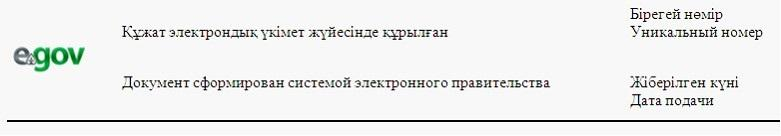 egov
Құжат электрондық үкімет жүйесінде құрылған
Документ сформирован системой электронного правительства
Бірегей нөмір
Уникальный номер
Жіберілген күні
Дата подачи